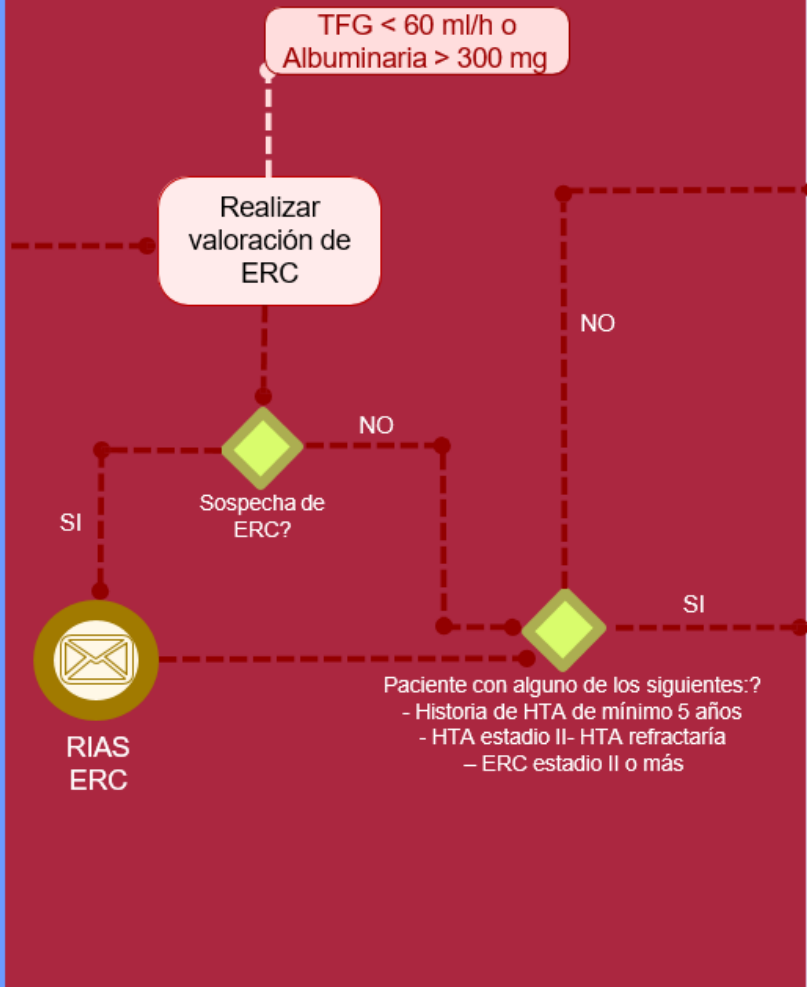 TFG < 60 ml/h o
Albuminaria > 300 mg
Realizar
valoración de
ERC
NO
NO
Sospecha de
ERC?
SI
SI
Paciente con alguno de los siguientes:?
- Historia de HTA de mínimo 5 años
- HTA estadio II- HTA refractaría
– ERC estadio II o más
RIAS
ERC